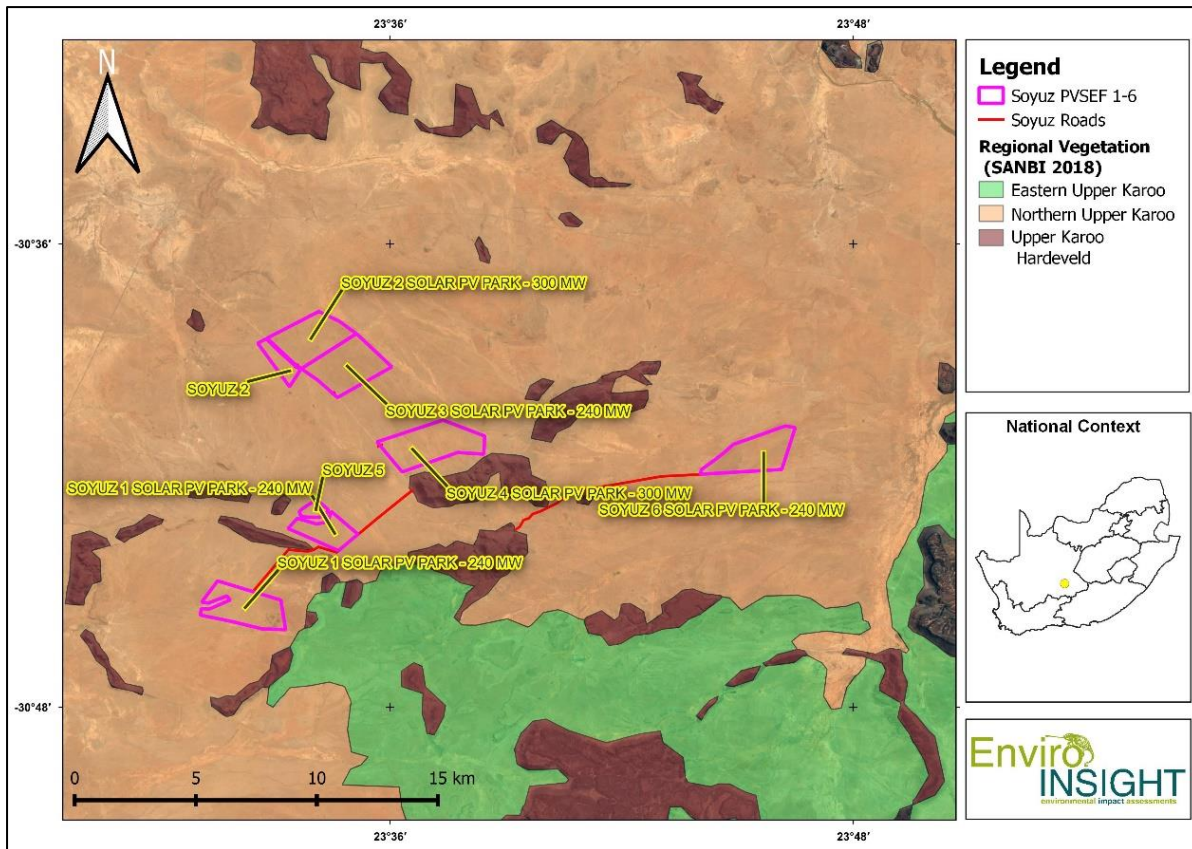 23°36'
23°48'
N
-30°36'
SOYUZ 2 SOLAR PV PARK - 300 MW
SOYUZ 2
SOYUZ 3 SOLAR PV PARK - 240 MW
SOYUZ 5
SOYUZ 1 SOLAR PV PARK - 240 MW
SOYUZ 4 SOLAR PV PARK - 300 MW
SOYUZ 6 SOLAR PV PARK - 240 MW
SOYUZ 1 SOLAR PV PARK - 240 MW
-30°48'
0 5 10 15 km
23°36'
23°48'
Legend
Soyuz PVSEF 1-6
Soyuz Roads
Regional Vegetation
(SANBI 2018)
Eastern Upper Karoo
Northern Upper Karoo
Upper Karoo
Hardeveld
National Context
Enviro
INSIGHT
environmental impact assessments